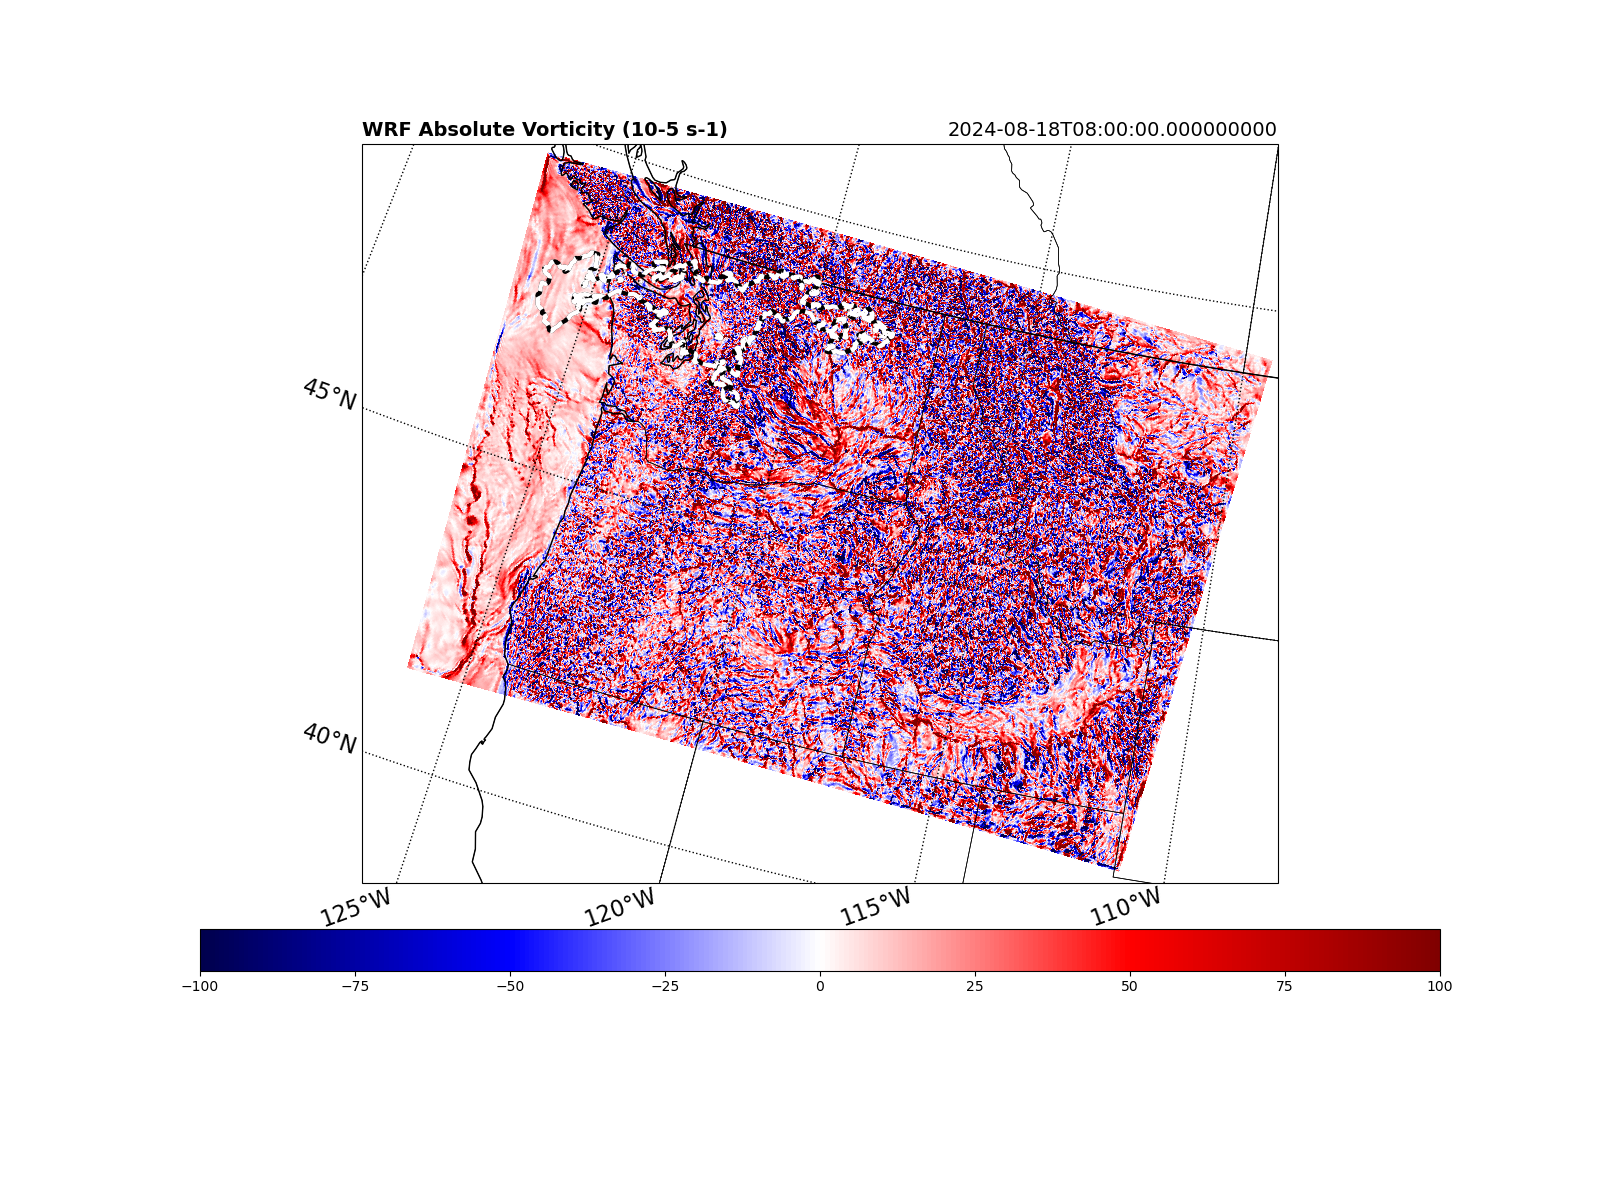 WRF Absolute Vorticity (10-5 s-1)
2024-08-18T08:00:00.000000000
45°N
40°N
125°W
120°W
115°W
110°W
−100
−75
−50
−25
0
25
50
75
100